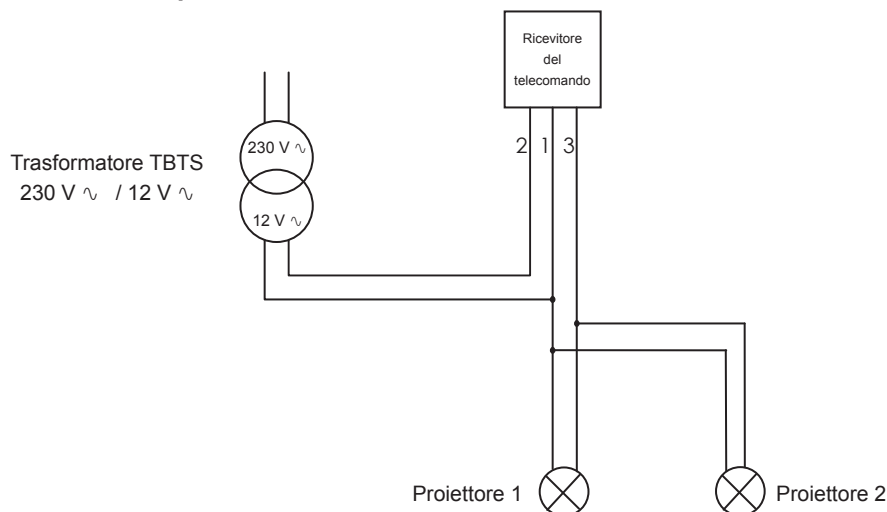 Ricevitore
del
telecomando
230 V ∿
2 1 3
Trasformatore TBTS
230 V ∿ / 12 V ∿
12 V ∿
Proiettore 1
Proiettore 2